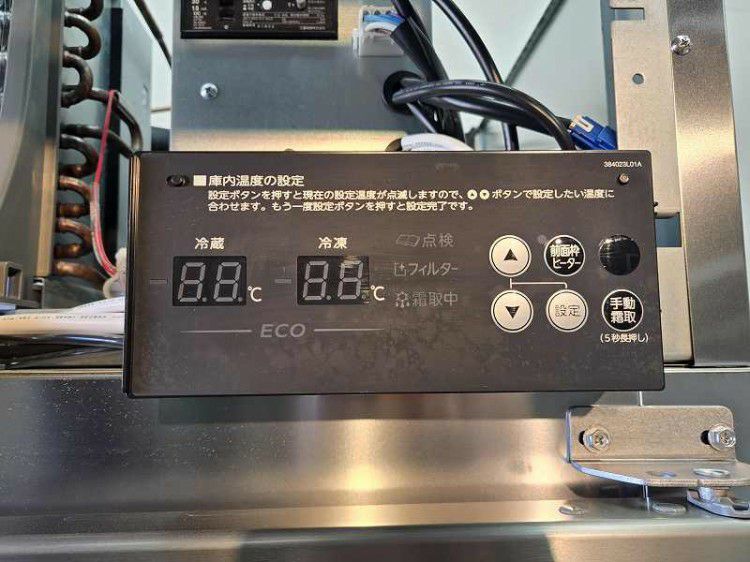 384023L01A
■庫内温度の設定
設定ボタンを押すと現在の設定温度が点滅しますので、▲▼ボタンで設定したい温度に
合わせます。もう一度設定ボタンを押すと設定完了です。
冷蔵
冷凍
点検
フィルター
霜取中
8.8.℃
8.8.℃
ECO
▲
前面枠
ヒーター
▼
設定
手動
霜取
(5秒長押し)